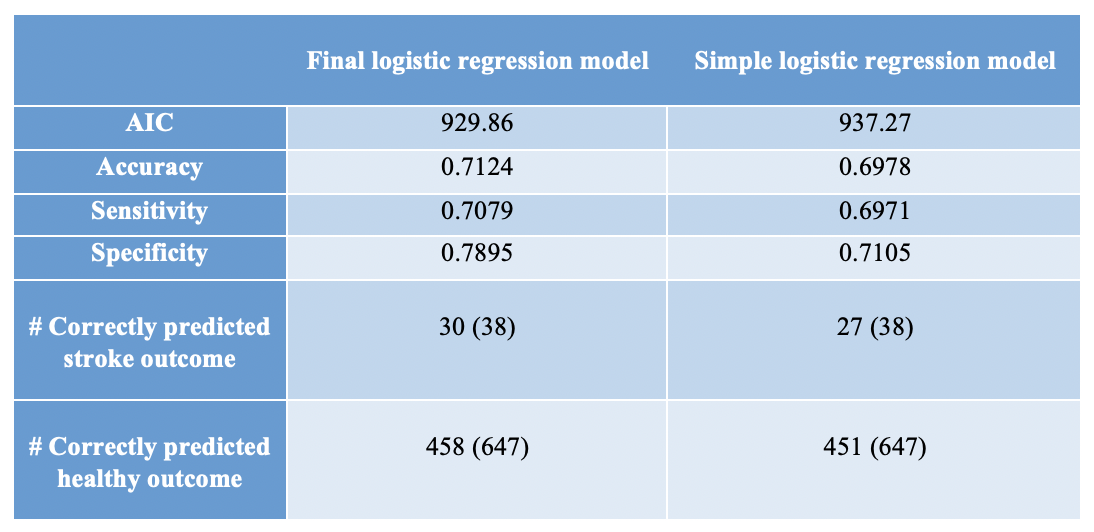 Final logistic regression model Simple logistic regression model
AIC 929.86 937.27
Accuracy 0.7124 0.6978
Sensitivity 0.7079 0.6971
Specificity 0.7895 0.7105
# Correctly predicted
stroke outcome
30 (38) 27 (38)
# Correctly predicted
healthy outcome
458 (647) 451 (647)